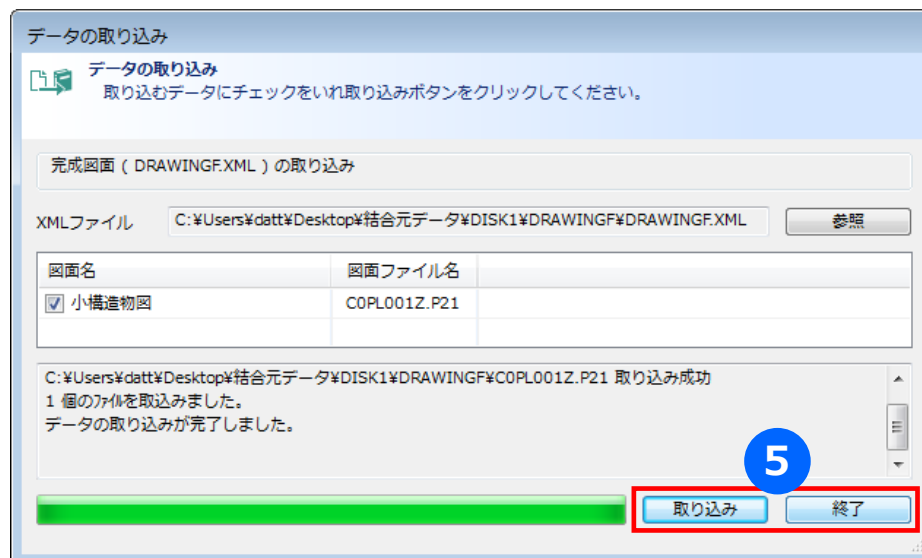 データの取り込み
データの取り込み
取り込むデータにチェックをいれ取り込みボタンをクリックしてください。
完成図面 ( DRAWINGF.XML ) の取り込み
XMLファイル C:¥Users¥datt¥Desktop¥結合元データ¥DISK1¥DRAWINGF¥DRAWINGF.XML 参照
図面名 図面ファイル名
小構造物図 C0PL001Z.P21
C:¥Users¥datt¥Desktop¥結合元データ¥DISK1¥DRAWINGF¥C0PL001Z.P21 取り込み成功
1 個のファイルを取込みました。
データの取り込みが完了しました。
5
取り込み 終了